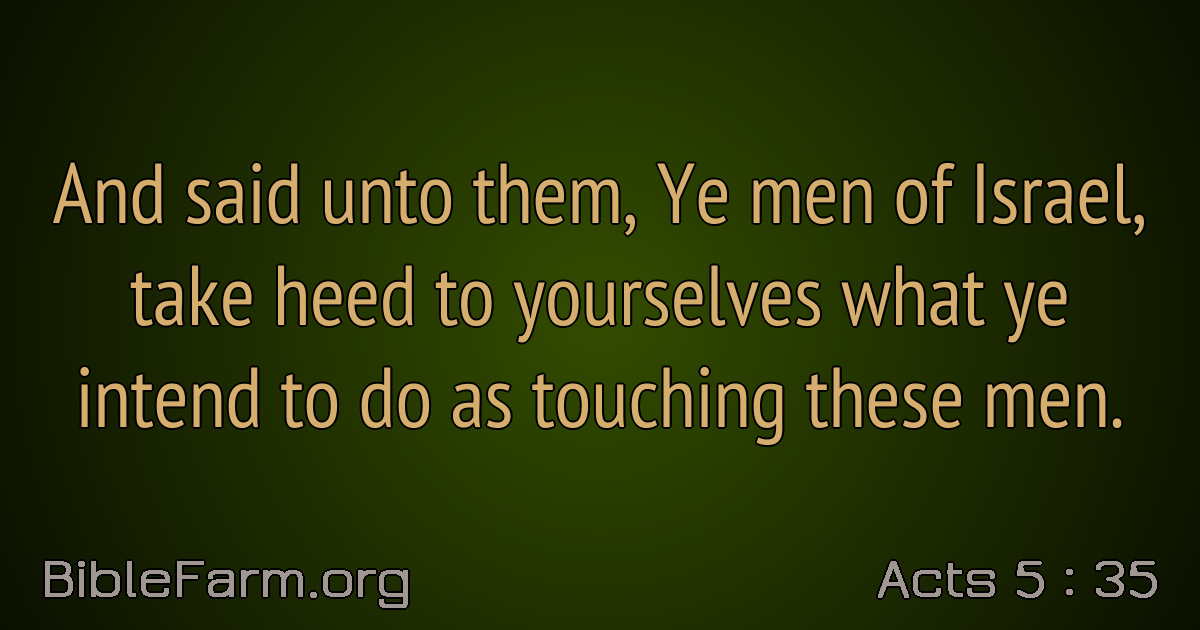 And said unto them, Ye men of Israel,
take heed to yourselves what ye
intend to do as touching these men.
BibleFarm.org
Acts 5 : 35